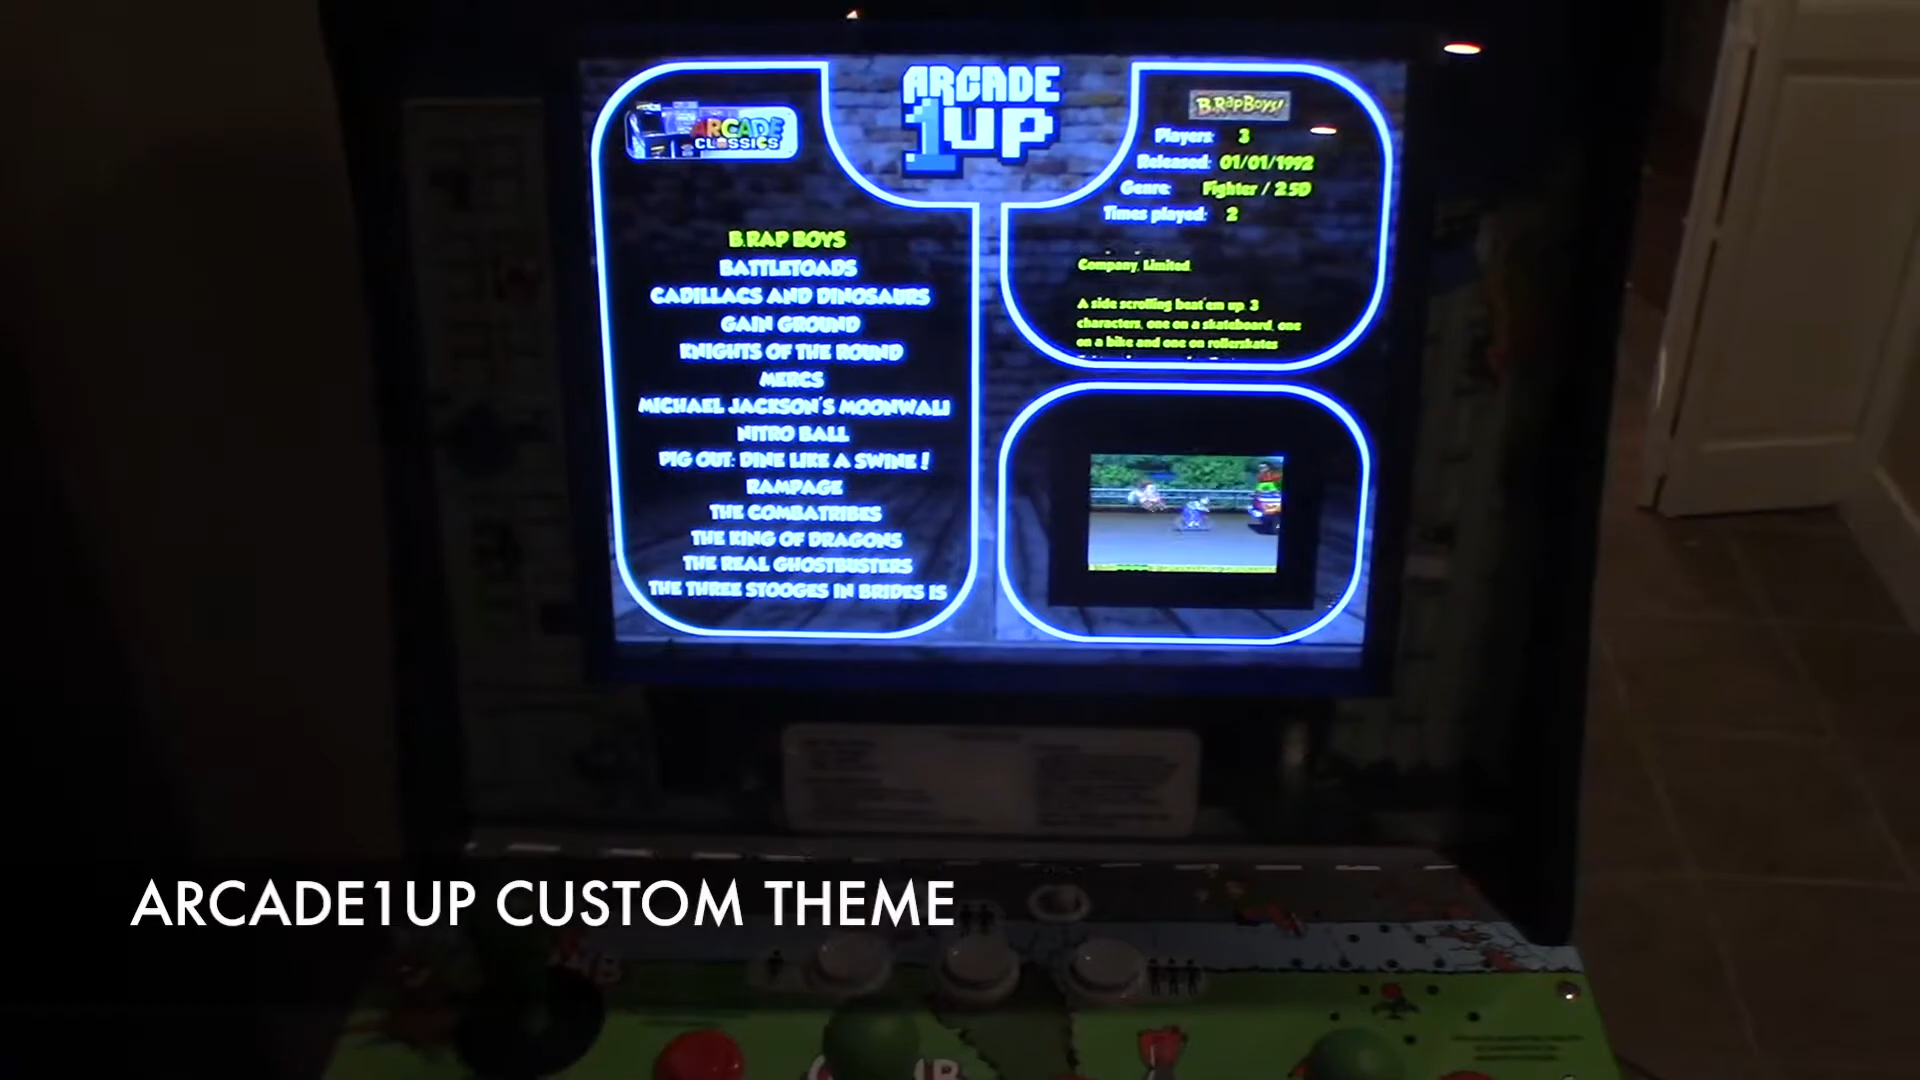 ARCADE
1UP
ARCADE
CLASSICS
B.RAP BOYS
BATTLETOADS
CADILLACS AND DINOSAURS
GAIN GROUND
KNIGHTS OF THE ROUND
MERCS
MICHAEL JACKSON'S MOONWALI
NITRO BALL
PIG OUT: DINE LIKE A SWINE!
RAMPAGE
THE COMBATRIBES
THE KING OF DRAGONS
THE REAL GHOSTBUSTERS
THE THREE STOOGES IN BRIDES IS
B.Rap Boys!
Players: 3
Released: 01/01/1992
Genre: Fighter / 2.5D
Times played: 2
Company, Limited.
A side scrolling beat'em up. 3
characters, one on a skateboard, one
on a bike and one on rollerskates
ARCADE1UP CUSTOM THEME